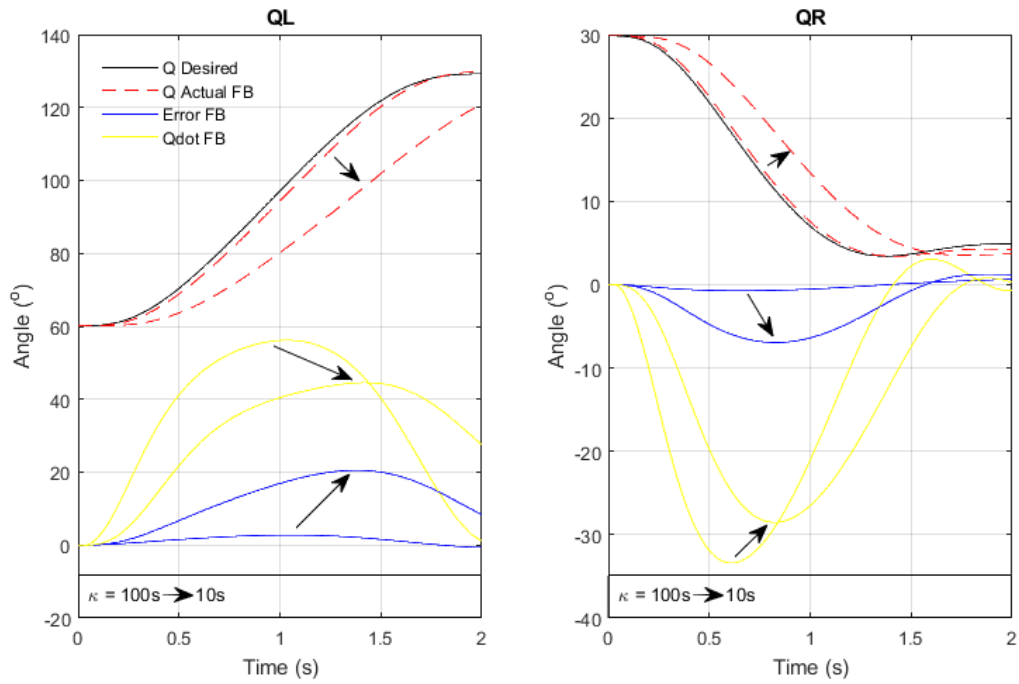 QL
140
120
100
80
60
40
20
0
-20
Angle (°)
Q Desired
Q Actual FB
Error FB
Qdot FB
κ = 100s 10s
0 0.5 1 1.5 2
Time (s)
QR
30
20
10
0
-10
-20
-30
-40
Angle (°)
κ = 100s 10s
0 0.5 1 1.5 2
Time (s)